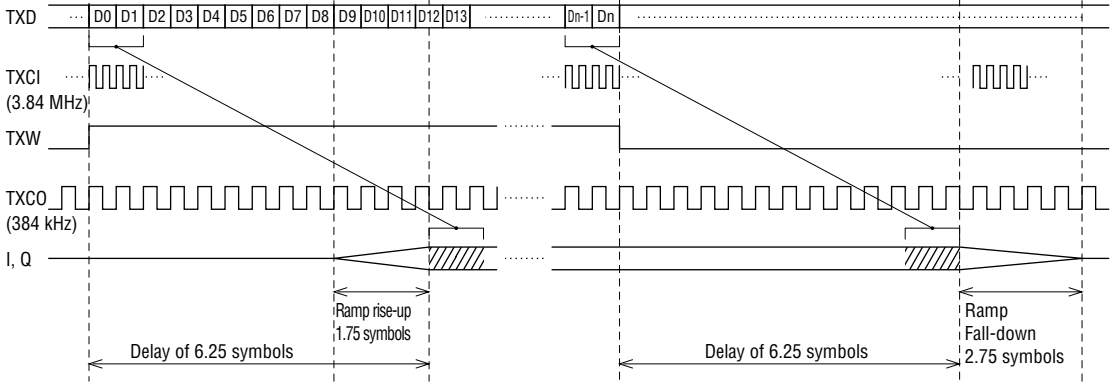 TXD D0 D1 D2 D3 D4 D5 D6 D7 D8 D9 D10 D11 D12 D13 Dn-1 Dn
TXCI
(3.84 MHz)
TXW
TXCO
(384 kHz)
I, Q
Ramp rise-up
1.75 symbols
Ramp
Fall-down
2.75 symbols
Delay of 6.25 symbols
Delay of 6.25 symbols